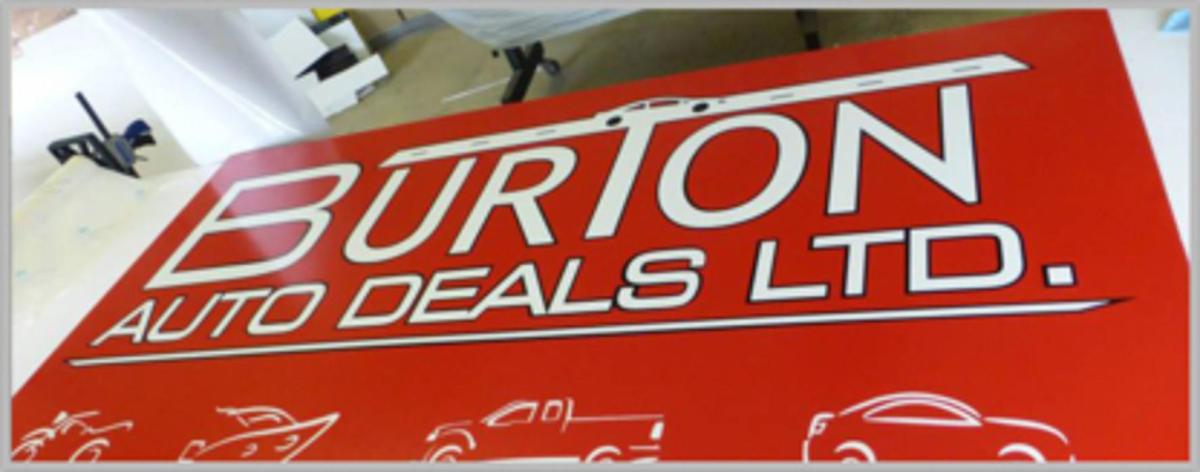 BURTON
AUTO DEALS LTD.